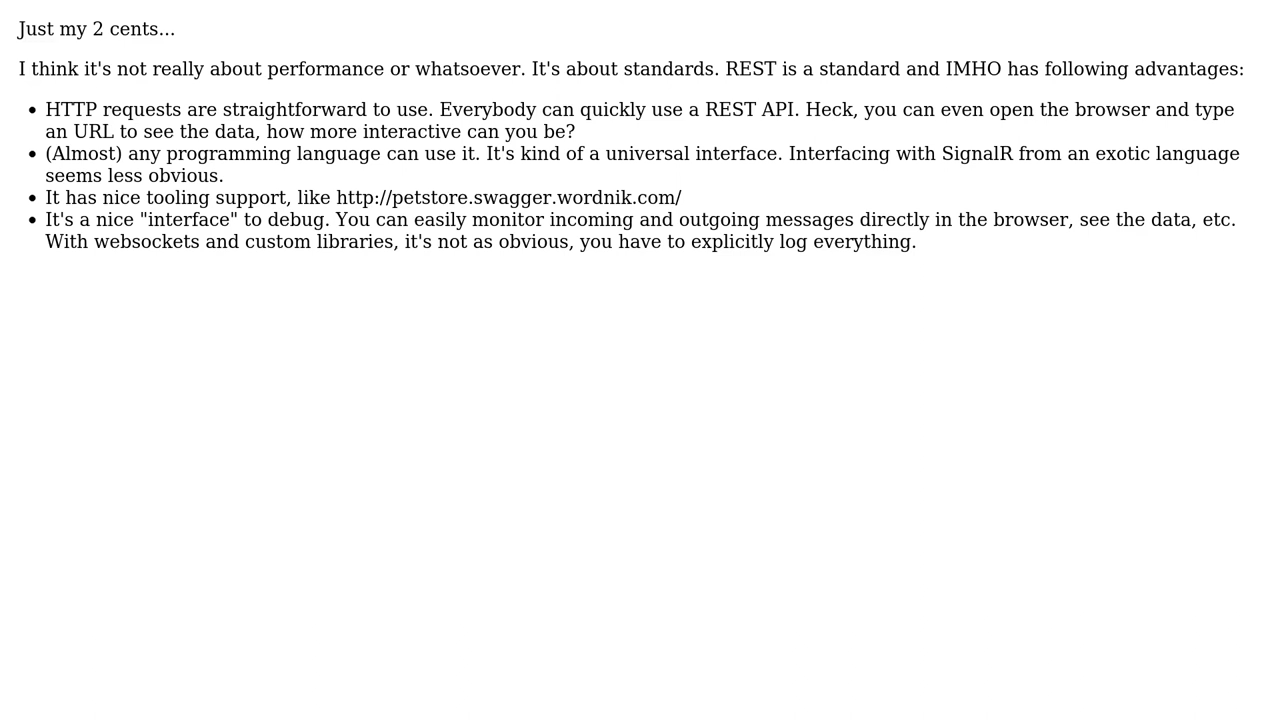 Just my 2 cents...
I think it's not really about performance or whatsoever. It's about standards. REST is a standard and IMHO has following advantages:
• HTTP requests are straightforward to use. Everybody can quickly use a REST API. Heck, you can even open the browser and type
an URL to see the data, how more interactive can you be?
• (Almost) any programming language can use it. It's kind of a universal interface. Interfacing with SignalR from an exotic language
seems less obvious.
• It has nice tooling support, like http://petstore.swagger.wordnik.com/
• It's a nice "interface" to debug. You can easily monitor incoming and outgoing messages directly in the browser, see the data, etc.
With websockets and custom libraries, it's not as obvious, you have to explicitly log everything.